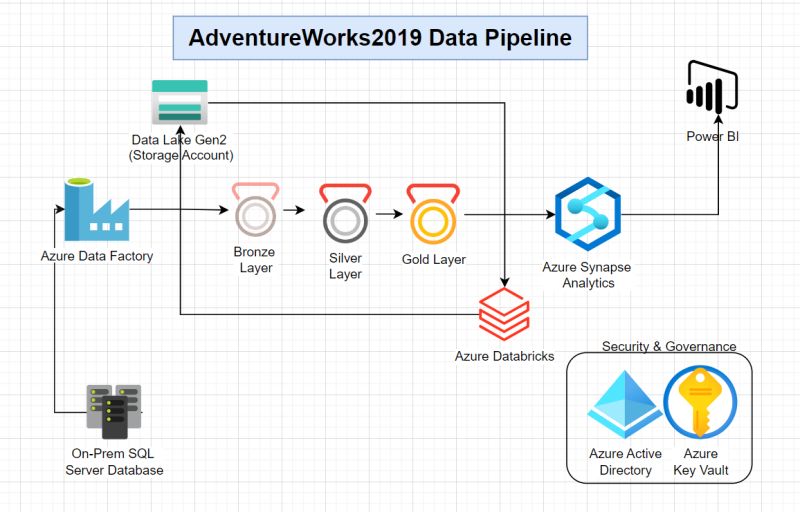 AdventureWorks2019 Data Pipeline
Data Lake Gen2
(Storage Account)
Power BI
Azure Data Factory
Bronze
Layer
Silver
Layer
Gold Layer
Azure Synapse
Analytics
Azure Databricks
Security & Governance
On-Prem SQL
Server Database
Azure Active
Directory
Azure
Key Vault